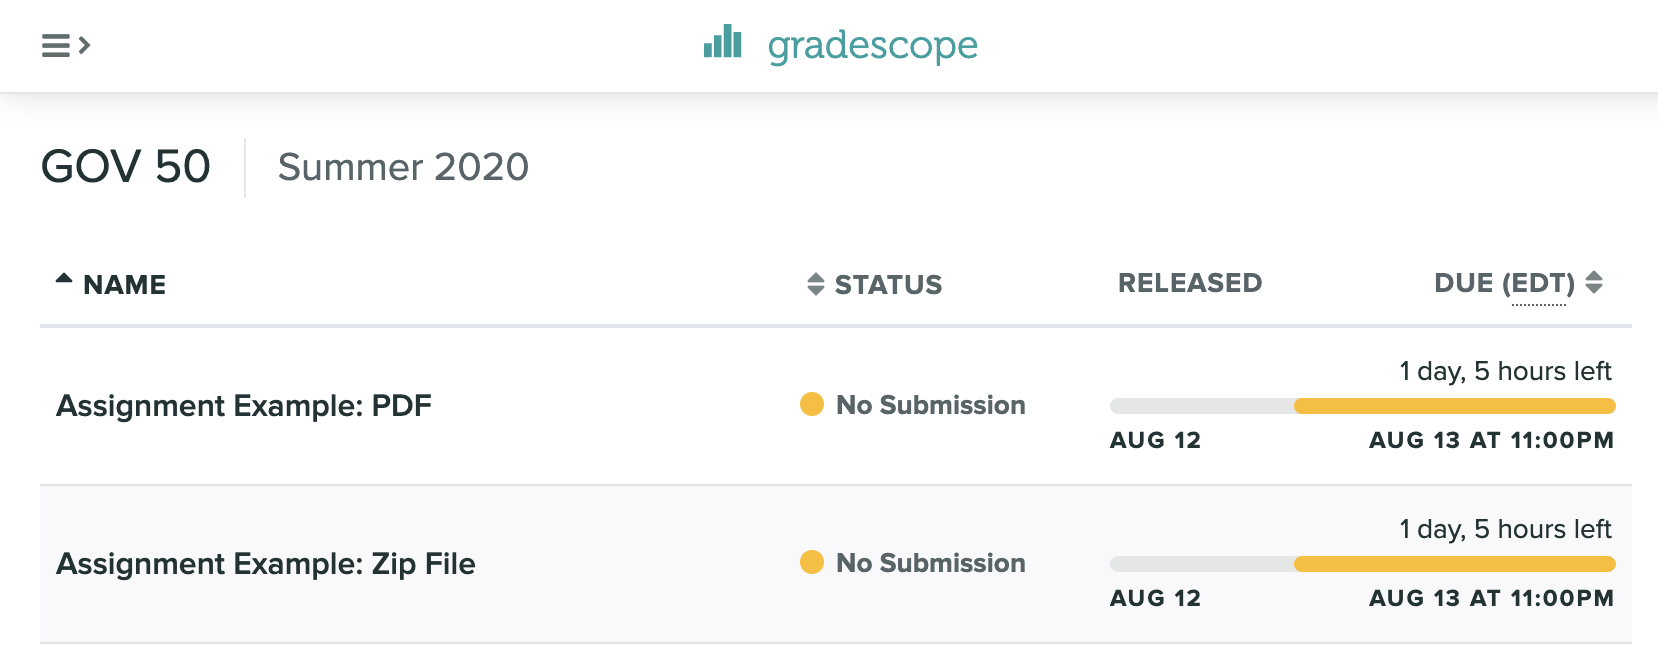 gradescope
GOV 50 Summer 2020
NAME STATUS RELEASED DUE (EDT)
1 day, 5 hours left
Assignment Example: PDF No Submission
AUG 12 AUG 13 AT 11:00PM
1 day, 5 hours left
Assignment Example: Zip File No Submission
AUG 12 AUG 13 AT 11:00PM